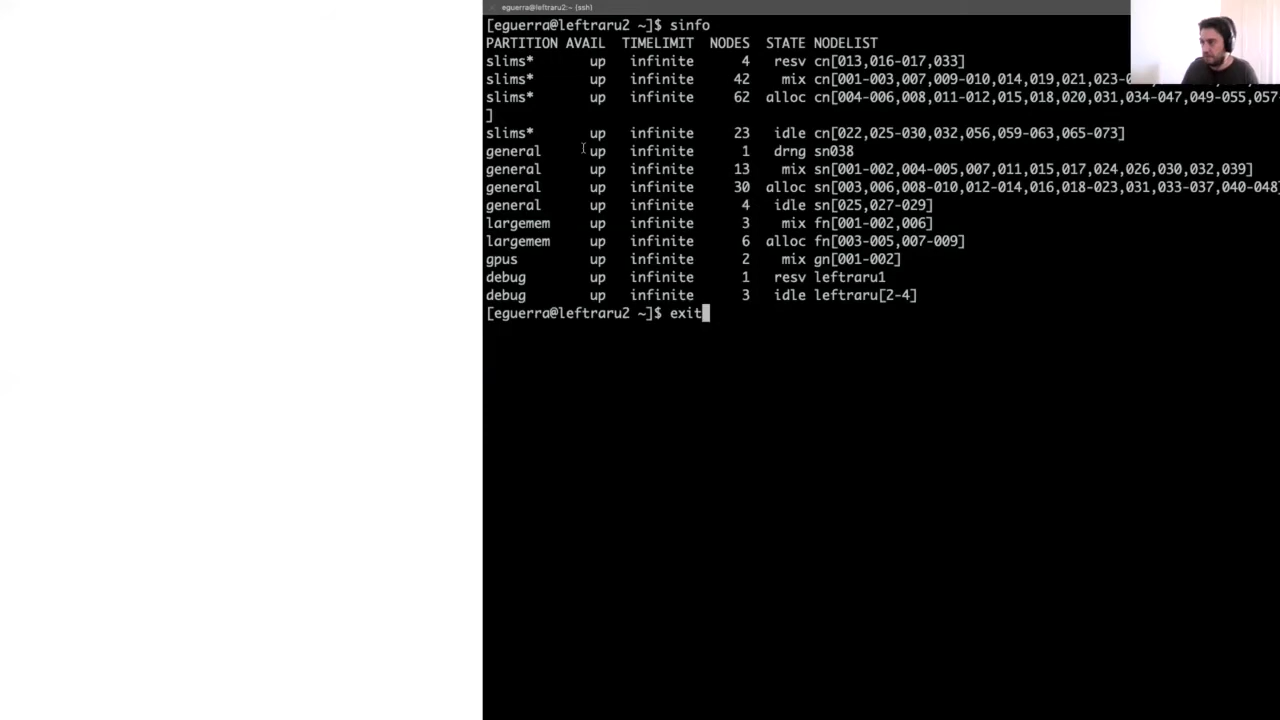 eguerra@leftraru2:~ (ssh)
[eguerra@leftraru2 ~]$ sinfo
PARTITION AVAIL  TIMELIMIT  NODES  STATE NODELIST
slims*       up   infinite      4   resv cn[013,016-017,033]
slims*       up   infinite     42    mix cn[001-003,007,009-010,014,019,021,023-
slims*       up   infinite     62  alloc cn[004-006,008,011-012,015,018,020,031,034-047,049-055,057-
]
slims*       up   infinite     23   idle cn[022,025-030,032,056,059-063,065-073]
general      up   infinite      1   drng sn038
general      up   infinite     13    mix sn[001-002,004-005,007,011,015,017,024,026,030,032,039]
general      up   infinite     30  alloc sn[003,006,008-010,012-014,016,018-023,031,033-037,040-048]
general      up   infinite      4   idle sn[025,027-029]
largemem     up   infinite      3    mix fn[001-002,006]
largemem     up   infinite      6  alloc fn[003-005,007-009]
gpus         up   infinite      2    mix gn[001-002]
debug        up   infinite      1   resv leftraru1
debug        up   infinite      3   idle leftraru[2-4]
[eguerra@leftraru2 ~]$ exit